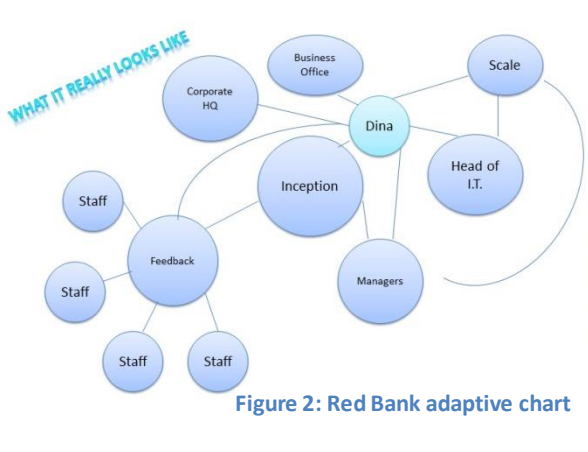 WHAT IT REALLY LOOKS LIKE
Business
Office
Scale
Corporate
HQ
Dina
Head of
I.T.
Inception
Staff
Feedback
Managers
Staff
Staff
Staff
Figure 2: Red Bank adaptive chart